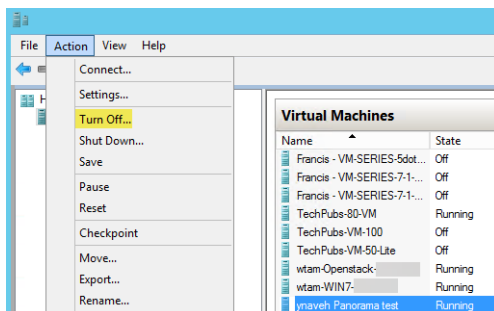 File Action View Help
Connect...
Settings...
Turn Off...
Shut Down...
Save
Pause
Reset
Checkpoint
Move...
Export...
Rename...
H
Virtual Machines
Name State
Francis - VM-SERIES-5dot... Off
Francis - VM-SERIES-7-1-... Off
Francis - VM-SERIES-7-1-... Off
TechPubs-80-VM Running
TechPubs-VM-100 Off
TechPubs-VM-50-Lite Off
wtam-Openstack- Running
wtam-WIN7- Running
ynaveh Panorama test Running